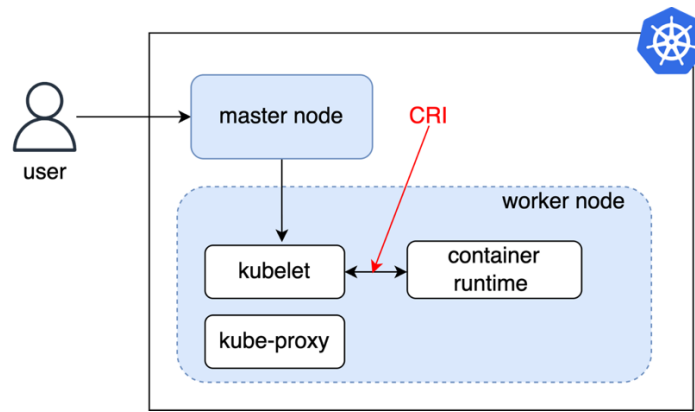 master node
CRI
user
worker node
kubelet
container
runtime
kube-proxy